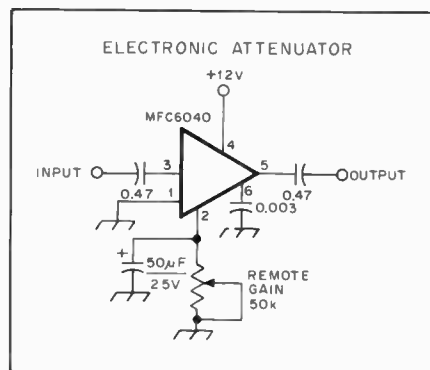 ELECTRONIC ATTENUATOR
+12V
MFC6040
4
INPUT
3
5
OUTPUT
0.47
1
6
0.47
2
0.003
+
50μF
25V
REMOTE
GAIN
50k